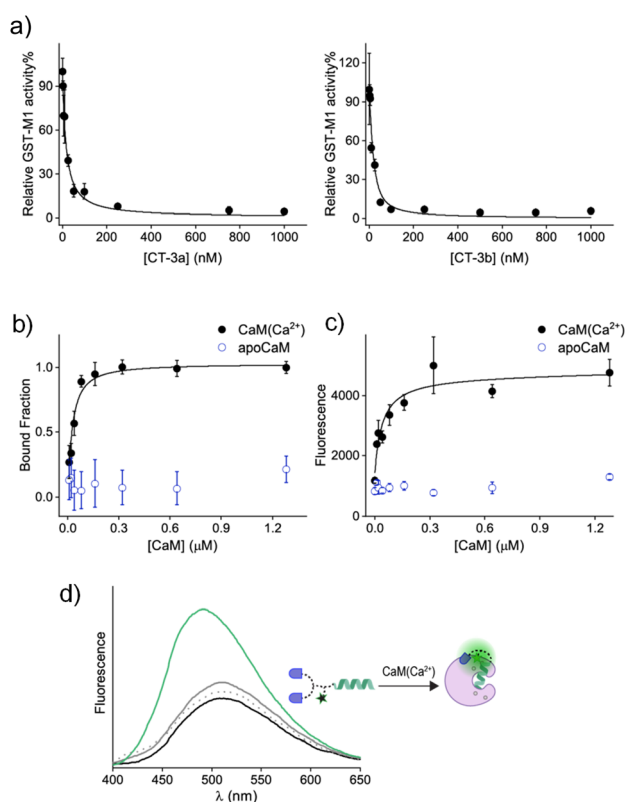 a)
Relative GST-M1 activity%
90
60
30
0
0 200 400 600 800 1000
[CT-3a] (nM)
Relative GST-M1 activity%
120
90
60
30
0
0 200 400 600 800 1000
[CT-3b] (nM)
b)
CaM(Ca²⁺)
apoCaM
Bound Fraction
1.0
0.5
0.0
0.0 0.3 0.6 0.9 1.2
[CaM] (μM)
c)
CaM(Ca²⁺)
apoCaM
Fluorescence
4000
2000
0
0.0 0.3 0.6 0.9 1.2
[CaM] (μM)
d)
Fluorescence
400 450 500 550 600 650
λ (nm)
CaM(Ca²⁺)